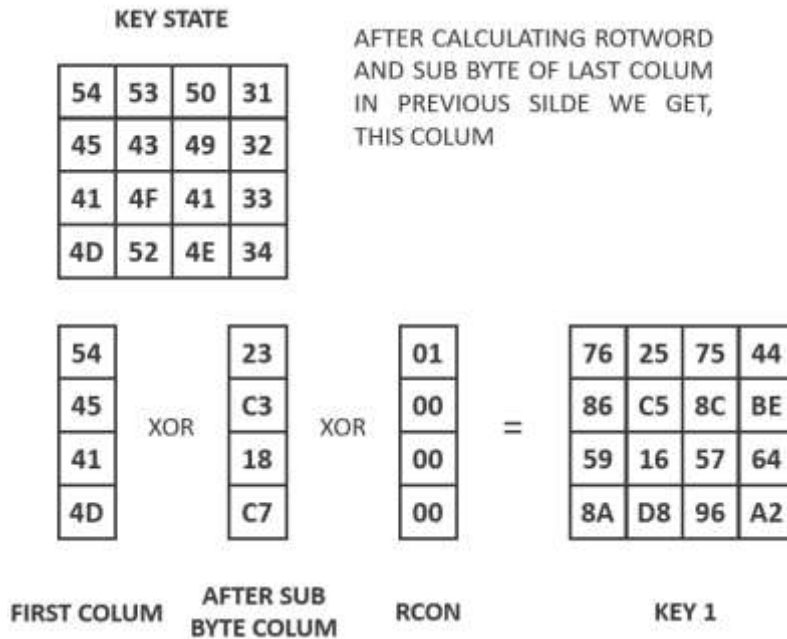 KEY STATE
AFTER CALCULATING ROTWORD
AND SUB BYTE OF LAST COLUM
IN PREVIOUS SILDE WE GET,
THIS COLUM
54 53 50 31
45 43 49 32
41 4F 41 33
4D 52 4E 34
54 23 01 76 25 75 44
45 C3 00 86 C5 8C BE
XOR XOR =
41 18 00 59 16 57 64
4D C7 00 8A D8 96 A2
FIRST COLUM
AFTER SUB
BYTE COLUM
RCON
KEY 1